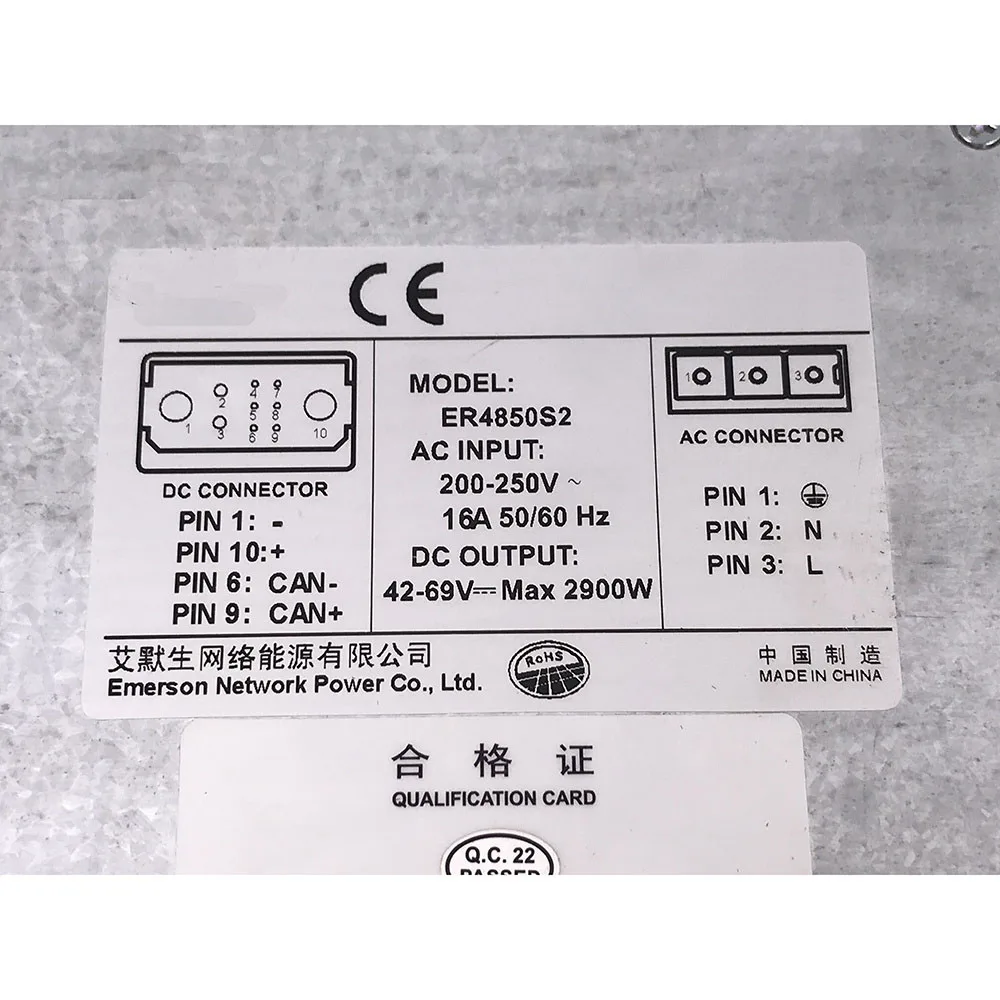 CE
1
2
3
4
5
6
7
8
9
10
DC CONNECTOR
PIN 1: -
PIN 10:+
PIN 6: CAN-
PIN 9: CAN+
MODEL:
ER4850S2
AC INPUT:
200-250V ~
16A 50/60 Hz
DC OUTPUT:
42-69V⎓ Max 2900W
1 2 3
AC CONNECTOR
PIN 1: ⏚
PIN 2: N
PIN 3: L
艾默生网络能源有限公司
Emerson Network Power Co., Ltd.
RoHS
中国制造
MADE IN CHINA
合格证
QUALIFICATION CARD
Q.C. 22
PASSED